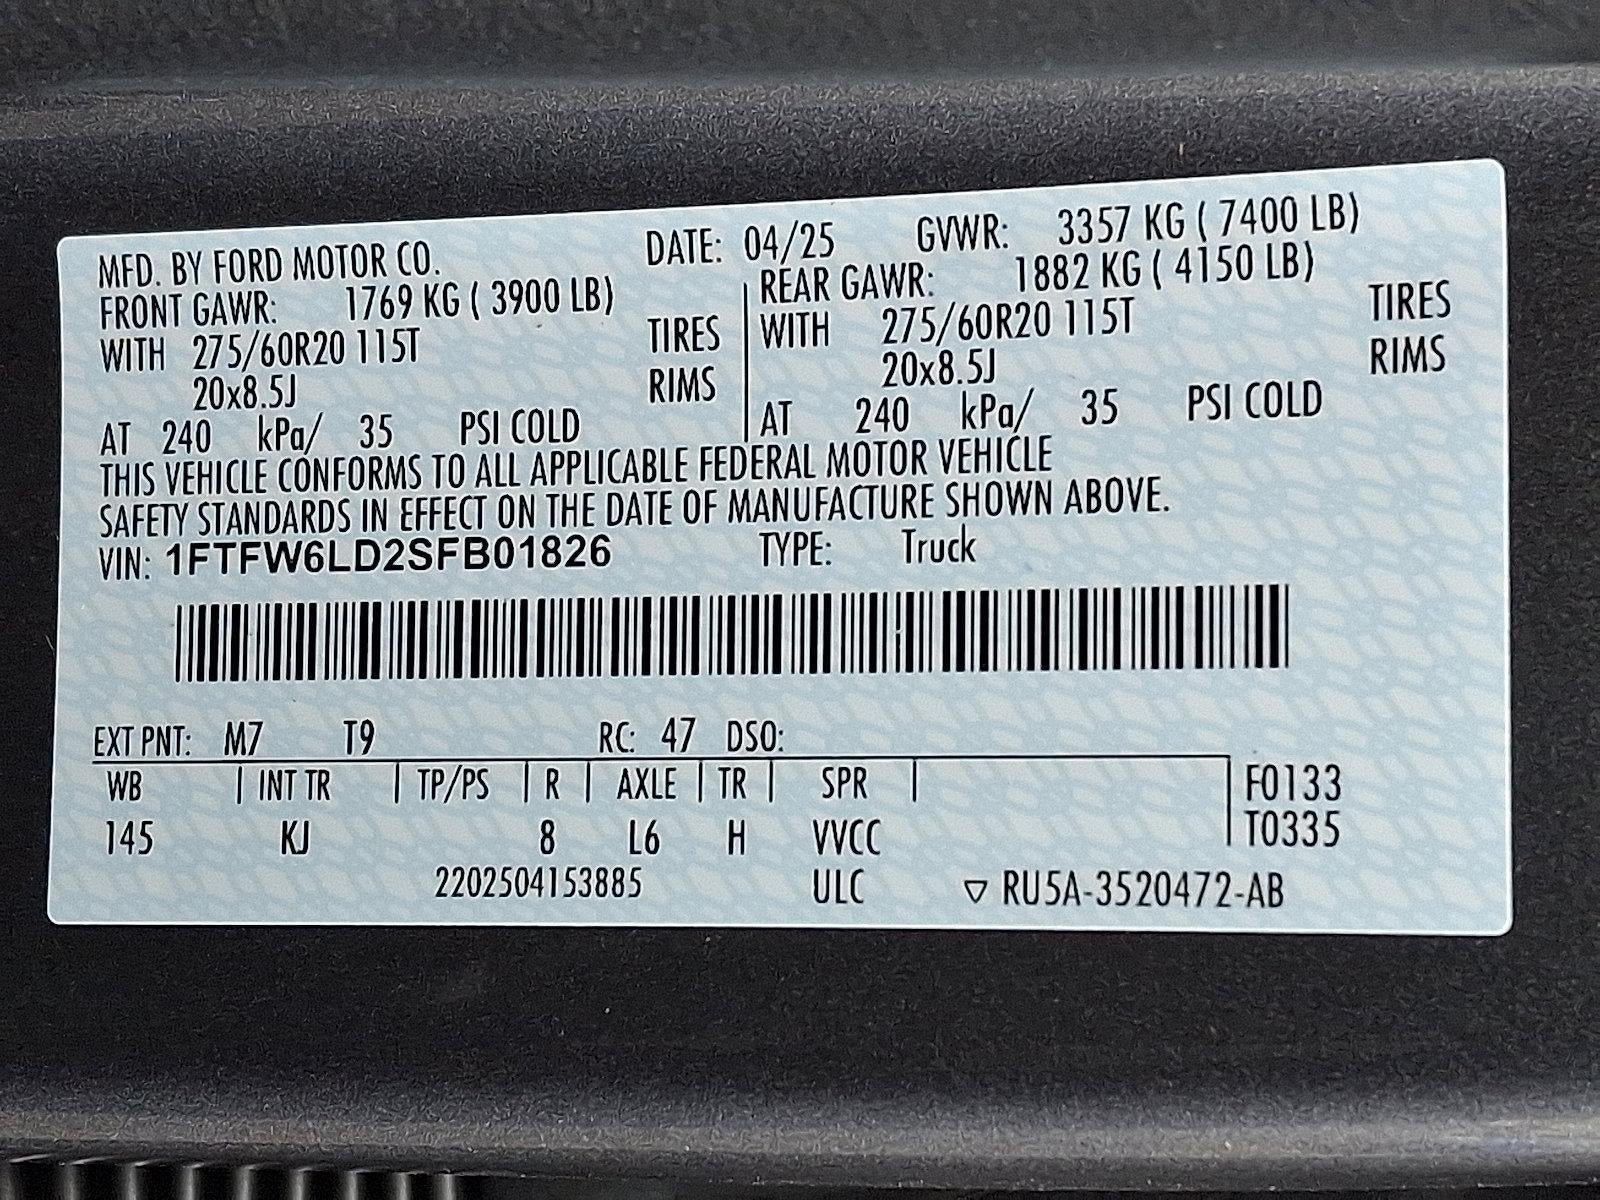 MFD. BY FORD MOTOR CO. DATE: 04/25 GVWR: 3357 KG ( 7400 LB)
FRONT GAWR: 1769 KG ( 3900 LB) REAR GAWR: 1882 KG ( 4150 LB)
WITH 275/60R20 115T TIRES WITH 275/60R20 115T TIRES
20x8.5J RIMS 20x8.5J RIMS
AT 240 kPa/ 35 PSI COLD AT 240 kPa/ 35 PSI COLD
THIS VEHICLE CONFORMS TO ALL APPLICABLE FEDERAL MOTOR VEHICLE
SAFETY STANDARDS IN EFFECT ON THE DATE OF MANUFACTURE SHOWN ABOVE.
VIN: 1FTFW6LD2SFB01826 TYPE: Truck
EXT PNT: M7 T9 RC: 47 DSO:
WB | INT TR | TP/PS | R | AXLE | TR | SPR | F0133
145 KJ 8 L6 H VVCC T0335
2202504153885 ULC ▽ RU5A-3520472-AB